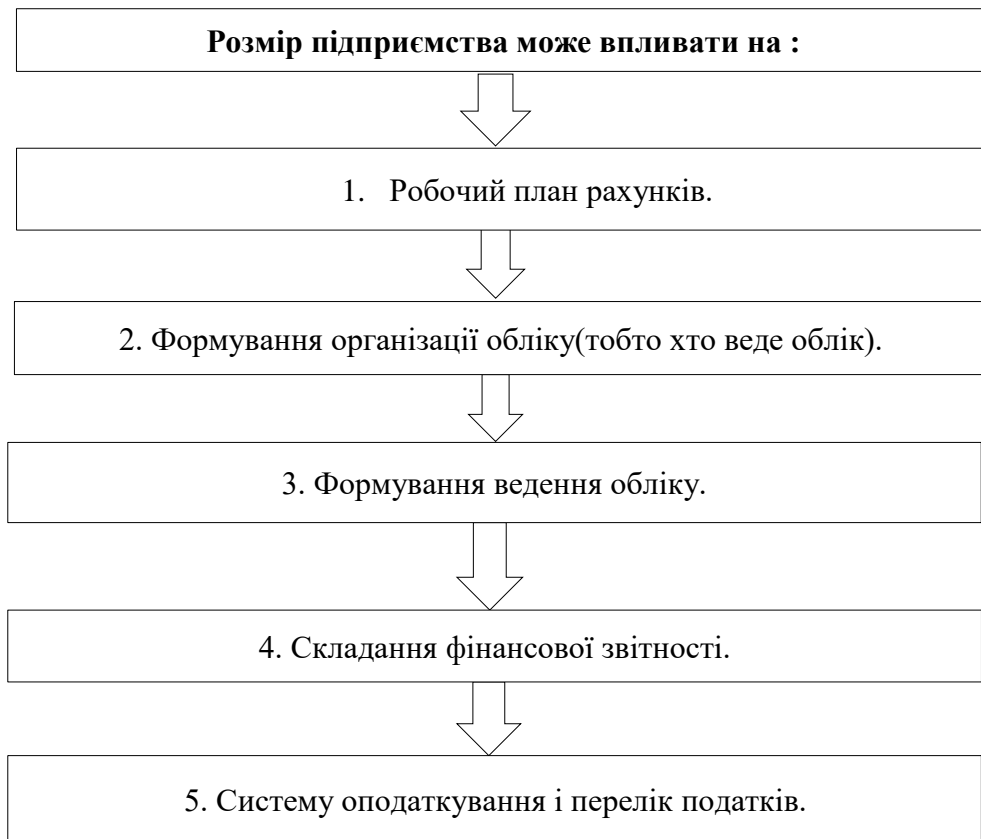 Розмір підприємства може впливати на :
1. Робочий план рахунків.
2. Формування організації обліку(тобто хто веде облік).
3. Формування ведення обліку.
4. Складання фінансової звітності.
5. Систему оподаткування і перелік податків.